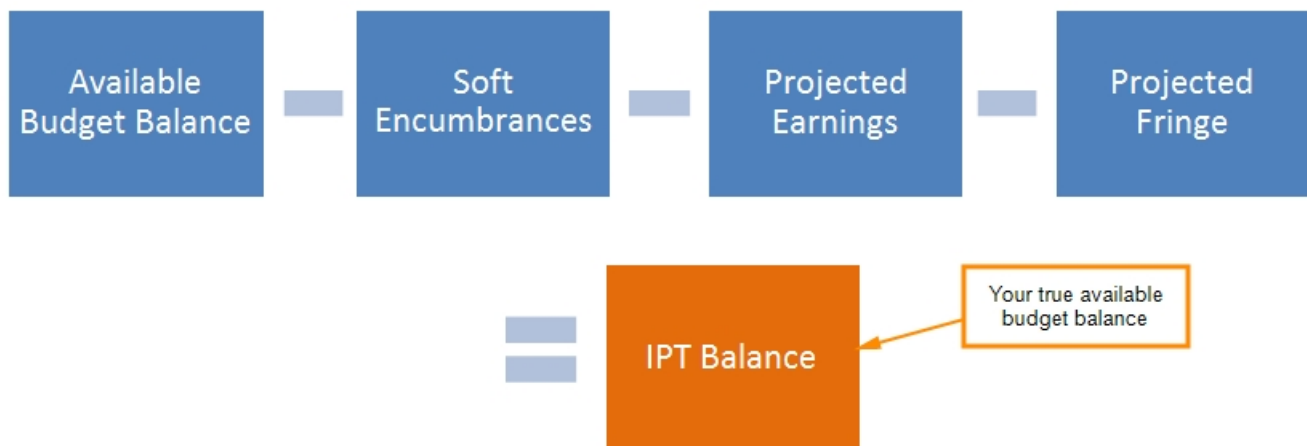 Available
Budget Balance
Soft
Encumbrances
Projected
Earnings
Projected
Fringe
IPT Balance
Your true available
budget balance